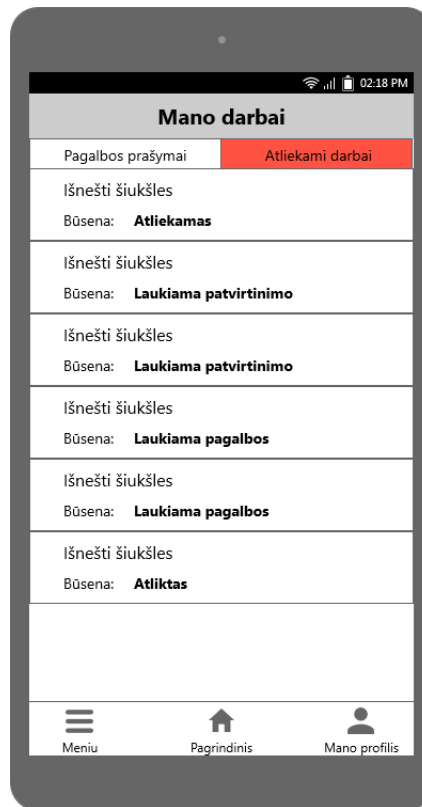 02:18 PM
Mano darbai
Pagalbos prašymai Atliekami darbai
Išnešti šiukšles
Būsena: Atliekamas
Išnešti šiukšles
Būsena: Laukiama patvirtinimo
Išnešti šiukšles
Būsena: Laukiama patvirtinimo
Išnešti šiukšles
Būsena: Laukiama pagalbos
Išnešti šiukšles
Būsena: Laukiama pagalbos
Išnešti šiukšles
Būsena: Atliktas
Meniu Pagrindinis Mano profilis